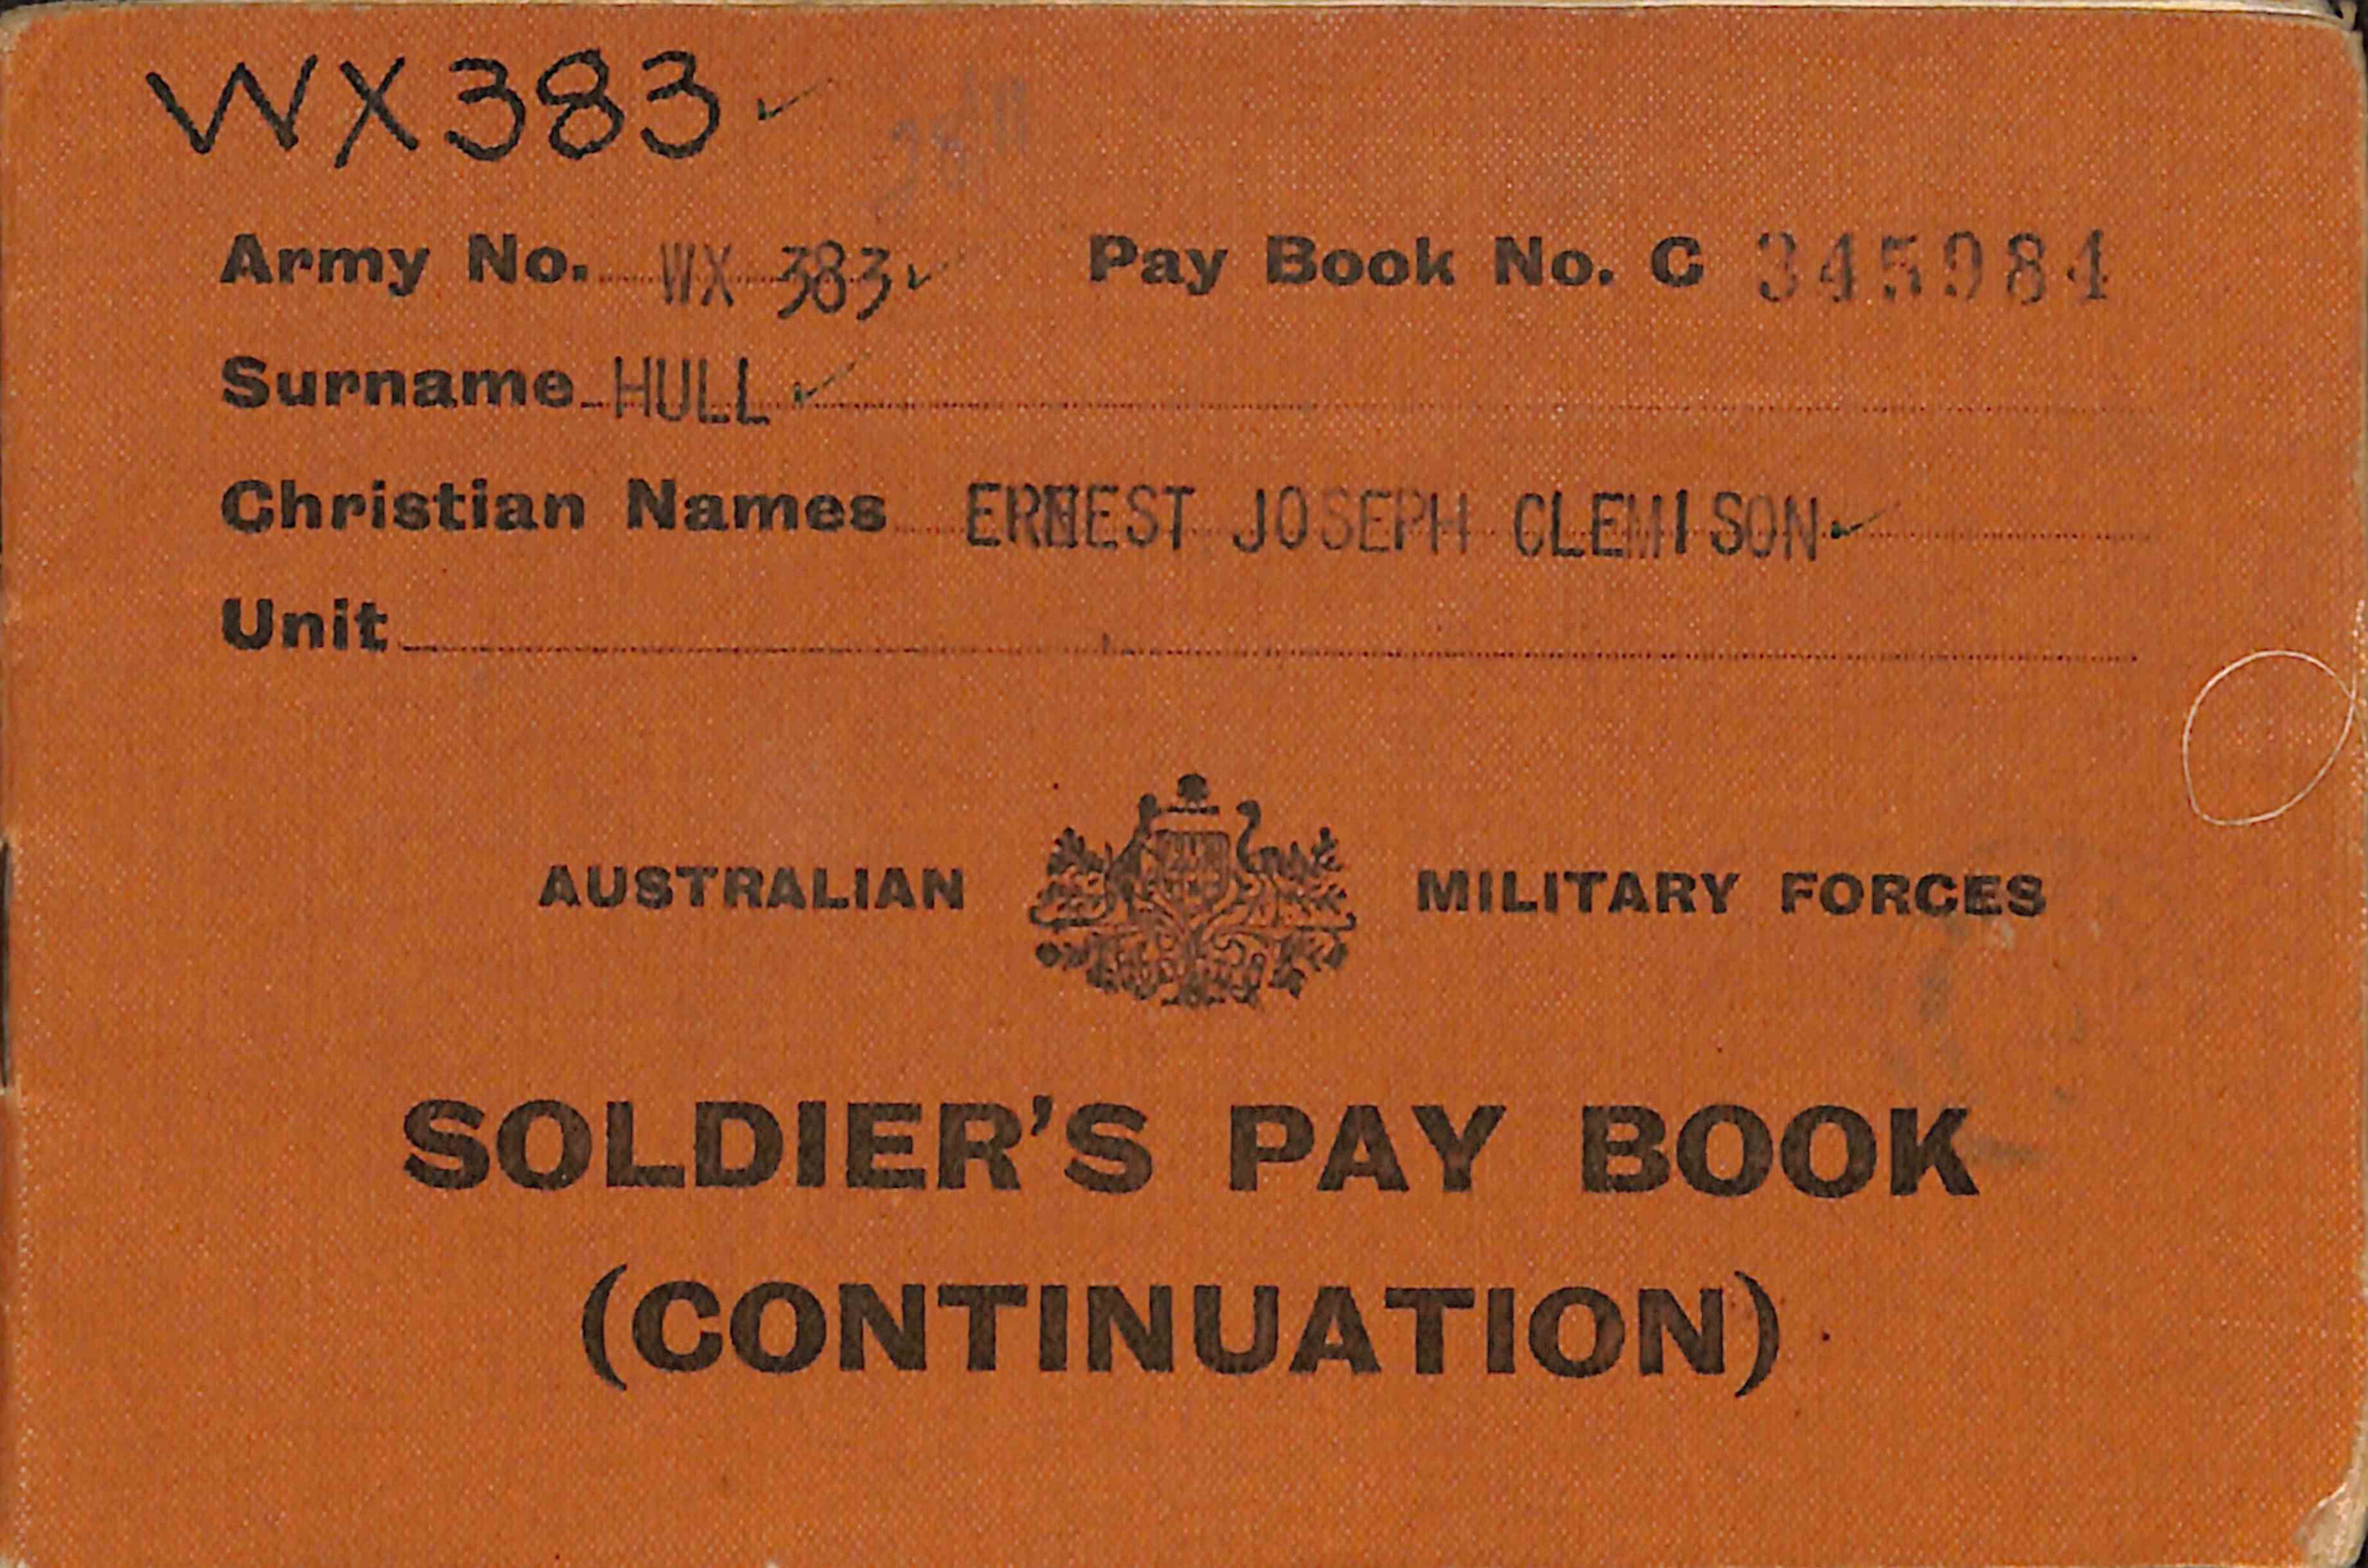 WX383
Army No. WX 383 Pay Book No. C 345984
Surname HULL
Christian Names ERNEST JOSEPH CLEMISON
Unit
AUSTRALIAN MILITARY FORCES
SOLDIER'S PAY BOOK
(CONTINUATION)